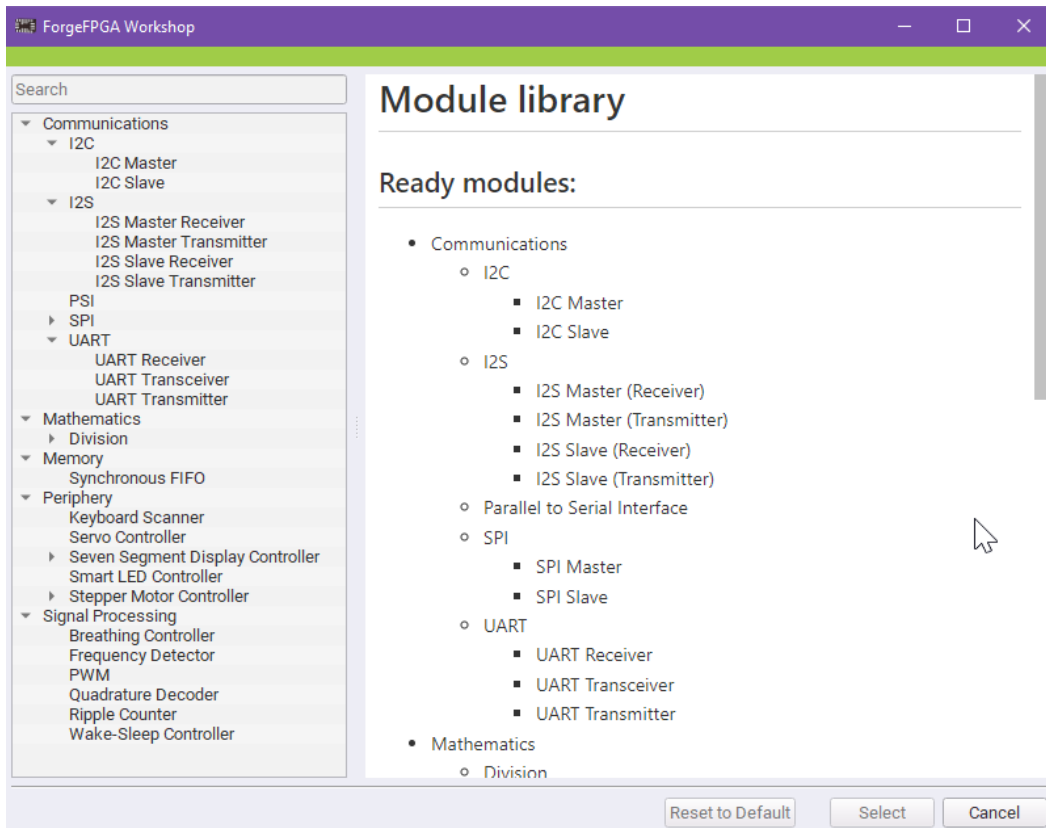 ForgeFPGA Workshop
Search
Communications
I2C
I2C Master
I2C Slave
I2S
I2S Master Receiver
I2S Master Transmitter
I2S Slave Receiver
I2S Slave Transmitter
PSI
SPI
UART
UART Receiver
UART Transceiver
UART Transmitter
Mathematics
Division
Memory
Synchronous FIFO
Periphery
Keyboard Scanner
Servo Controller
Seven Segment Display Controller
Smart LED Controller
Stepper Motor Controller
Signal Processing
Breathing Controller
Frequency Detector
PWM
Quadrature Decoder
Ripple Counter
Wake-Sleep Controller
Module library
Ready modules:
Communications
I2C
I2C Master
I2C Slave
I2S
I2S Master (Receiver)
I2S Master (Transmitter)
I2S Slave (Receiver)
I2S Slave (Transmitter)
Parallel to Serial Interface
SPI
SPI Master
SPI Slave
UART
UART Receiver
UART Transceiver
UART Transmitter
Mathematics
Division
Reset to Default
Select
Cancel